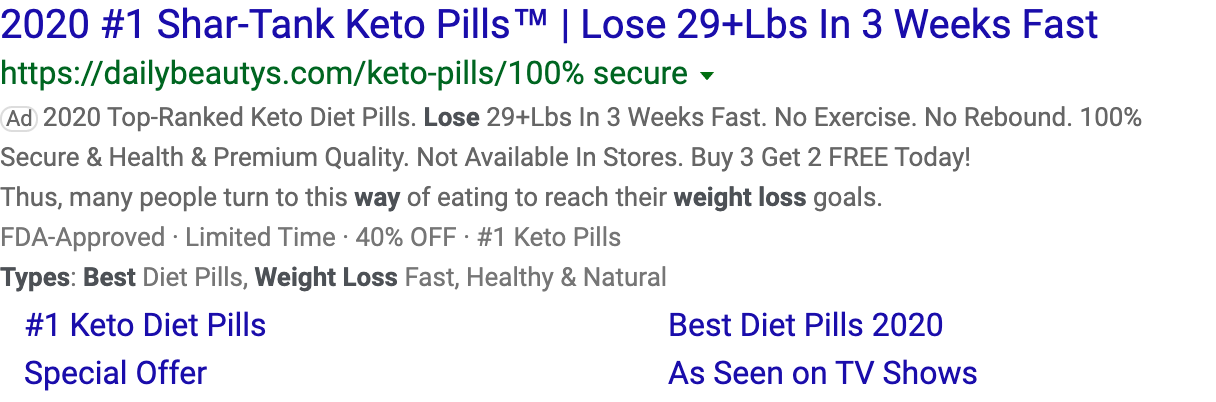 2020 #1 Shar-Tank Keto Pills™ | Lose 29+Lbs In 3 Weeks Fast
https://dailybeautys.com/keto-pills/100% secure
Ad 2020 Top-Ranked Keto Diet Pills. Lose 29+Lbs In 3 Weeks Fast. No Exercise. No Rebound. 100%
Secure & Health & Premium Quality. Not Available In Stores. Buy 3 Get 2 FREE Today!
Thus, many people turn to this way of eating to reach their weight loss goals.
FDA-Approved · Limited Time · 40% OFF · #1 Keto Pills
Types: Best Diet Pills, Weight Loss Fast, Healthy & Natural
#1 Keto Diet Pills Best Diet Pills 2020
Special Offer As Seen on TV Shows